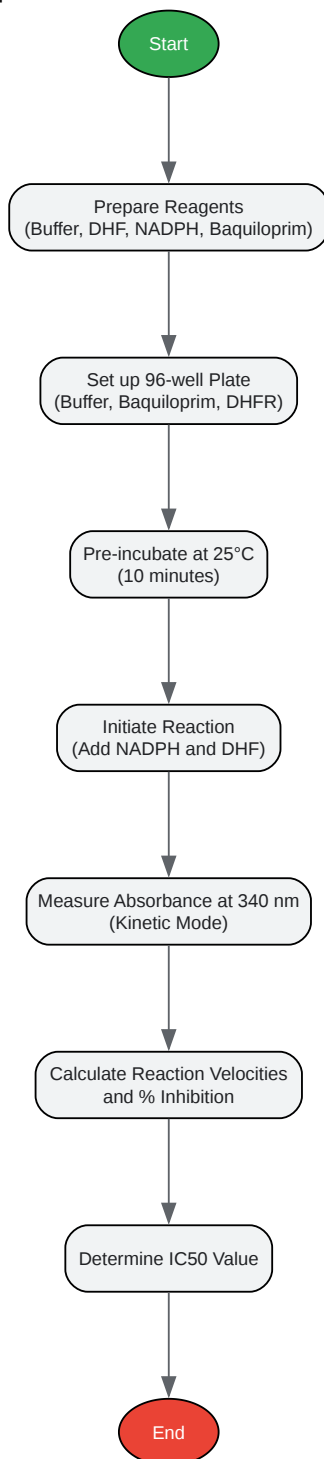 Start
Prepare Reagents
(Buffer, DHF, NADPH, Baquiloprim)
Set up 96-well Plate
(Buffer, Baquiloprim, DHFR)
Pre-incubate at 25°C
(10 minutes)
Initiate Reaction
(Add NADPH and DHF)
Measure Absorbance at 340 nm
(Kinetic Mode)
Calculate Reaction Velocities
and % Inhibition
Determine IC50 Value
End